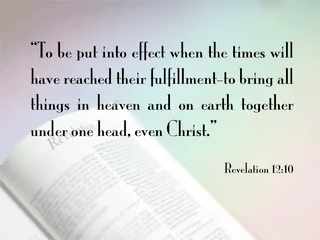 “To be put into effect when the times will
have reached their fulfillment-to bring all
things in heaven and on earth together
under one head, even Christ.”
Revelation 12:10